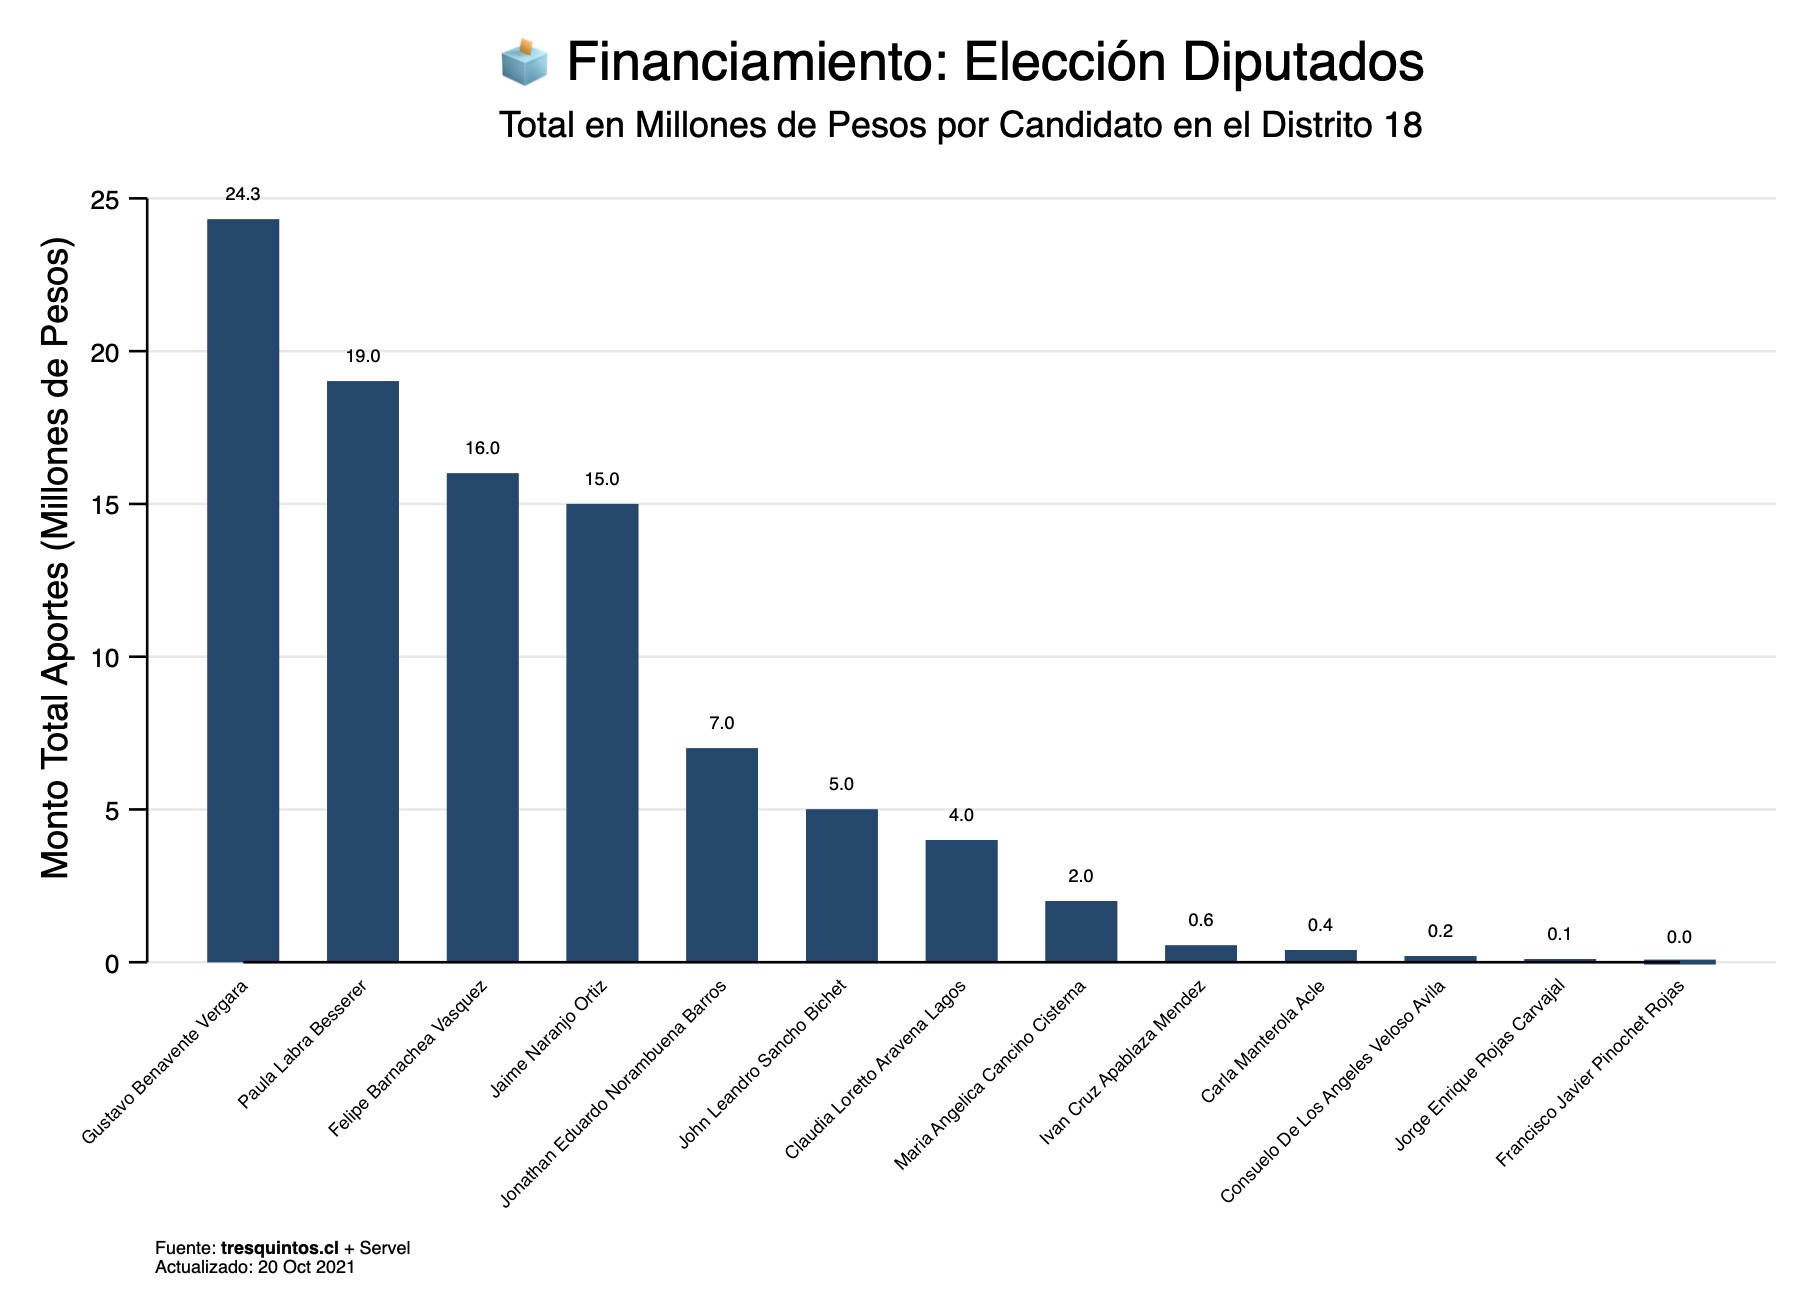 Financiamiento: Elección Diputados
Total en Millones de Pesos por Candidato en el Distrito 18
Monto Total Aportes (Millones de Pesos)
25
20
15
10
5
0
24.3
19.0
16.0
15.0
7.0
5.0
4.0
2.0
0.6
0.4
0.2
0.1
0.0
Gustavo Benavente Vergara
Paula Labra Besserer
Felipe Barnachea Vasquez
Jaime Naranjo Ortiz
Jonathan Eduardo Norambuena Barros
John Leandro Sancho Bichet
Claudia Loretto Aravena Lagos
Maria Angelica Cancino Cisterna
Ivan Cruz Apablaza Mendez
Carla Manterola Acle
Consuelo De Los Angeles Veloso Avila
Jorge Enrique Rojas Carvajal
Francisco Javier Pinochet Rojas
Fuente: tresquintos.cl + Servel
Actualizado: 20 Oct 2021